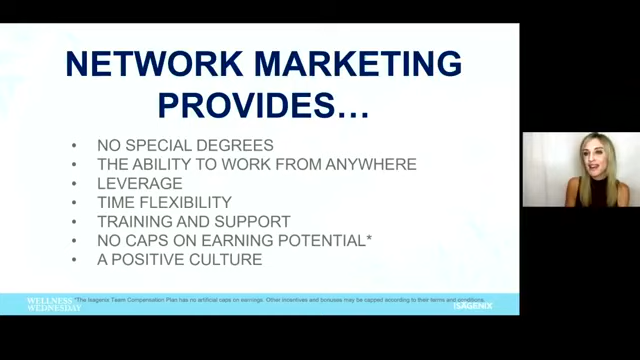 NETWORK MARKETING
PROVIDES…
• NO SPECIAL DEGREES
• THE ABILITY TO WORK FROM ANYWHERE
• LEVERAGE
• TIME FLEXIBILITY
• TRAINING AND SUPPORT
• NO CAPS ON EARNING POTENTIAL*
• A POSITIVE CULTURE
*The Isagenix Team Compensation Plan has no artificial caps on earnings. Other incentives and bonuses may be capped according to their terms and conditions.
WELLNESS
WEDNESDAY
ISAGENIX